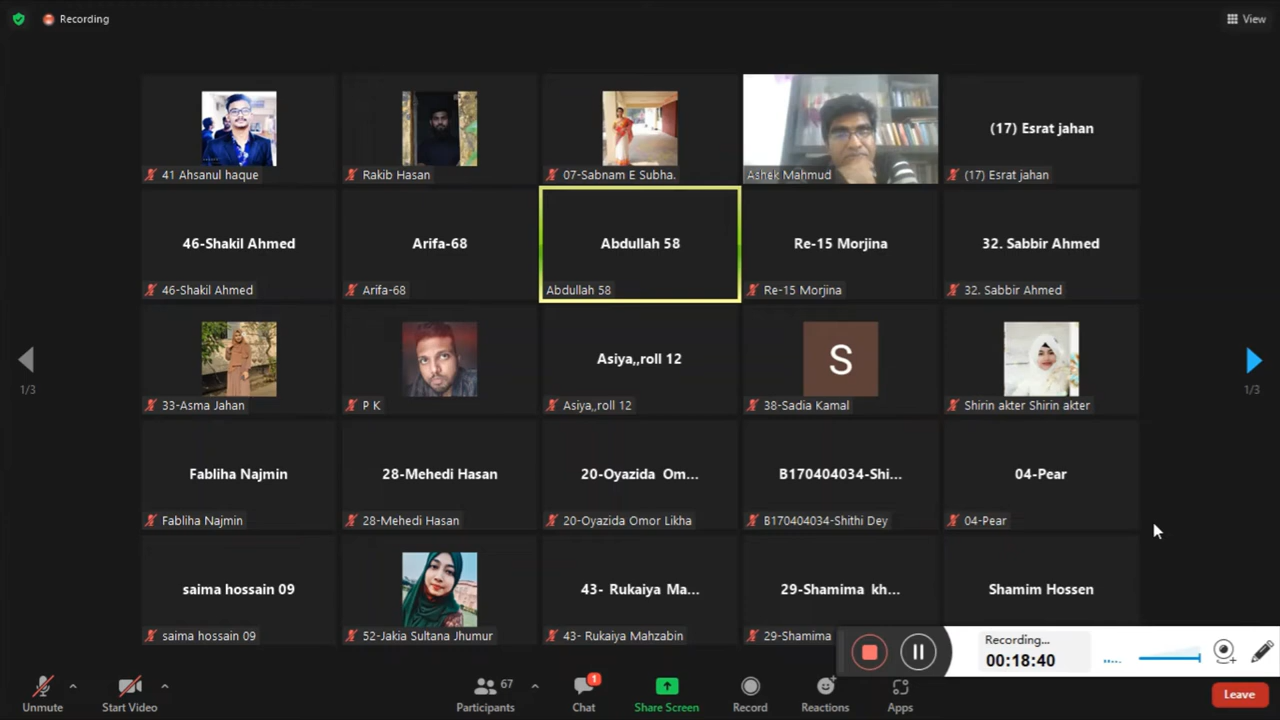 Recording
View
41 Ahsanul haque
Rakib Hasan
07-Sabnam E Subha.
Ashek Mahmud
(17) Esrat jahan
(17) Esrat jahan
46-Shakil Ahmed
46-Shakil Ahmed
Arifa-68
Arifa-68
Abdullah 58
Abdullah 58
Re-15 Morjina
Re-15 Morjina
32. Sabbir Ahmed
32. Sabbir Ahmed
1/3
33-Asma Jahan
P K
Asiya,,roll 12
Asiya,,roll 12
S
38-Sadia Kamal
Shirin akter Shirin akter
1/3
Fabliha Najmin
Fabliha Najmin
28-Mehedi Hasan
28-Mehedi Hasan
20-Oyazida Om...
20-Oyazida Omor Likha
B170404034-Shi...
B170404034-Shithi Dey
04-Pear
04-Pear
saima hossain 09
saima hossain 09
52-Jakia Sultana Jhumur
43- Rukaiya Ma...
43- Rukaiya Mahzabin
29-Shamima kh...
29-Shamima
Shamim Hossen
Recording...
00:18:40
Unmute
Start Video
67
Participants
1
Chat
Share Screen
Record
Reactions
Apps
Leave